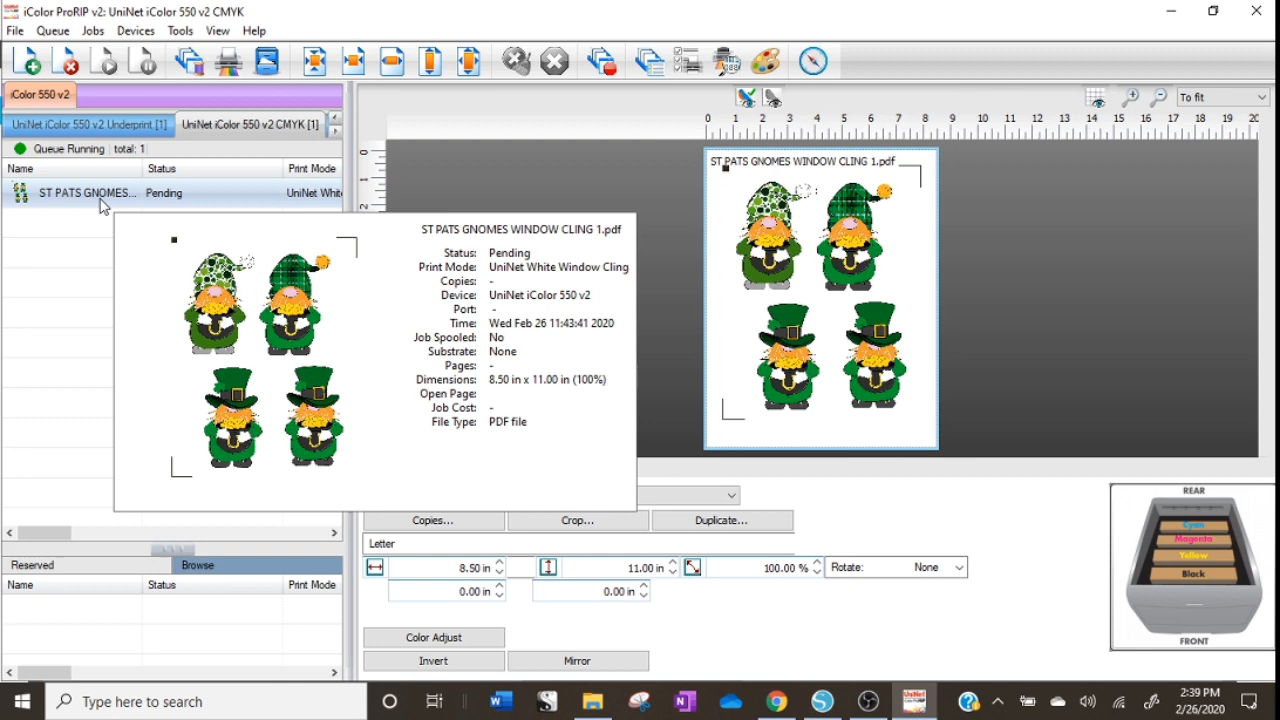 iColor ProRIP v2: UniNet iColor 550 v2 CMYK
File Queue Jobs Devices Tools View Help
iColor 550 v2
UniNet iColor 550 v2 Underprint [1] UniNet iColor 550 v2 CMYK [1]
Queue Running total: 1
Name Status Print Mode
ST PATS GNOMES... Pending UniNet White
To fit
0 1 2 3 4 5 6 7 8 9 10 11 12 13 14 15 16 17 18 19 20
0
1
2
ST PATS GNOMES WINDOW CLING 1.pdf
ST PATS GNOMES WINDOW CLING 1.pdf
Status: Pending
Print Mode: UniNet White Window Cling
Copies: -
Device: UniNet iColor 550 v2
Port: -
Time: Wed Feb 26 11:43:41 2020
Job Spooled: No
Substrate: None
Pages: -
Dimensions: 8.50 in x 11.00 in (100%)
Open Page:
Job Cost: -
File Type: PDF file
Copies... Crop... Duplicate...
Letter
8.50 in 11.00 in 100.00 % Rotate: None
0.00 in 0.00 in
Color Adjust
Invert Mirror
Reserved Browse
Name Status Print Mode
REAR
Cyan
Magenta
Yellow
Black
FRONT
Type here to search
2:39 PM
2/26/2020